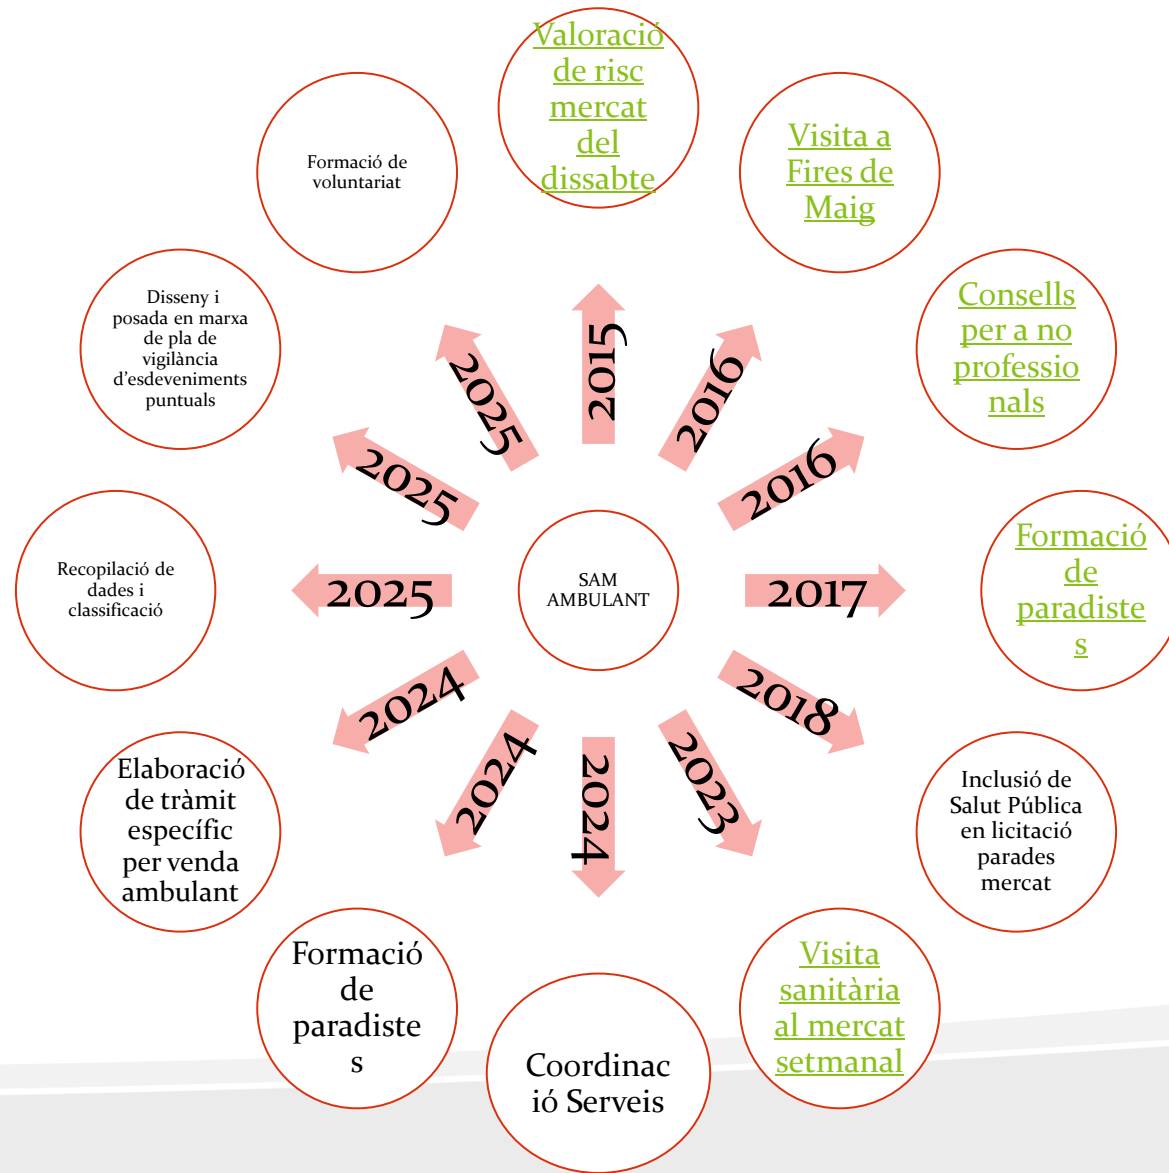 Valoració
de risc
mercat
del
dissabte
2015
Visita a
Fires de
Maig
2016
Consells
per a no
professio
nals
2016
Formació
de
paradiste
s
2017
Inclusió de
Salut Pública
en licitació
parades
mercat
2018
Visita
sanitària
al mercat
setmanal
2023
Coordinac
ió Serveis
2024
Formació
de
paradiste
s
2024
Elaboració
de tràmit
específic
per venda
ambulant
2024
Recopilació de
dades i
classificació
2025
Disseny i
posada en marxa
de pla de
vigilància
d'esdeveniments
puntuals
2025
Formació de
voluntariat
2025
SAM
AMBULANT